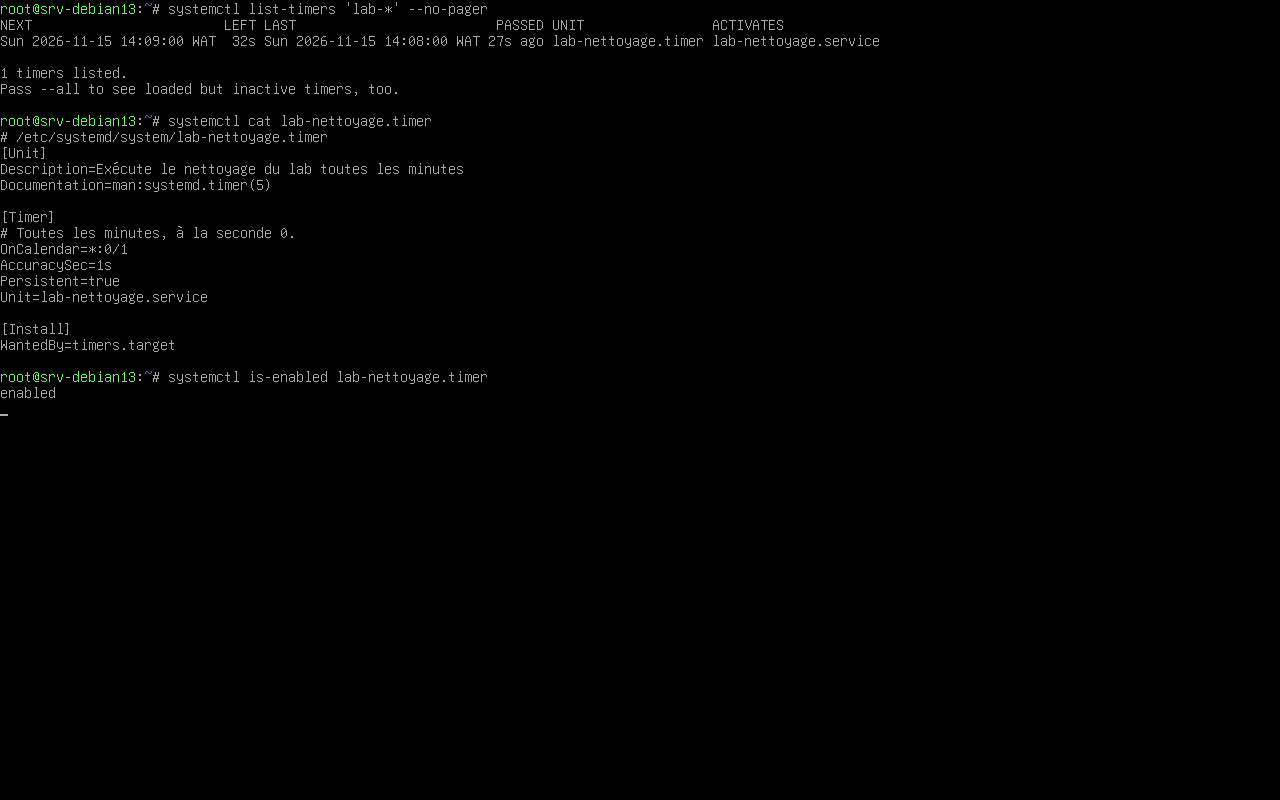 root@srv-debian13:~# systemctl list-timers 'lab-*' --no-pager
NEXT                        LEFT LAST                         PASSED UNIT                ACTIVATES
Sun 2026-11-15 14:09:00 WAT  32s Sun 2026-11-15 14:08:00 WAT 27s ago lab-nettoyage.timer lab-nettoyage.service

1 timers listed.
Pass --all to see loaded but inactive timers, too.

root@srv-debian13:~# systemctl cat lab-nettoyage.timer
# /etc/systemd/system/lab-nettoyage.timer
[Unit]
Description=Exécute le nettoyage du lab toutes les minutes
Documentation=man:systemd.timer(5)

[Timer]
# Toutes les minutes, à la seconde 0.
OnCalendar=*:0/1
AccuracySec=1s
Persistent=true
Unit=lab-nettoyage.service

[Install]
WantedBy=timers.target

root@srv-debian13:~# systemctl is-enabled lab-nettoyage.timer
enabled